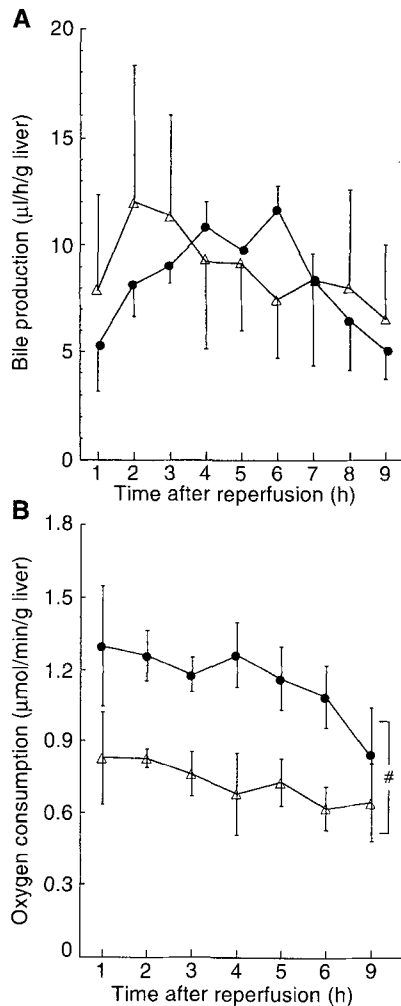 A
Bile production (µl/h/g liver)
20
15
10
5
0
1 2 3 4 5 6 7 8 9
Time after reperfusion (h)
B
Oxygen consumption (µmol/min/g liver)
1.8
1.5
1.2
0.9
0.6
0.3
0
#
1 2 3 4 5 6 9
Time after reperfusion (h)